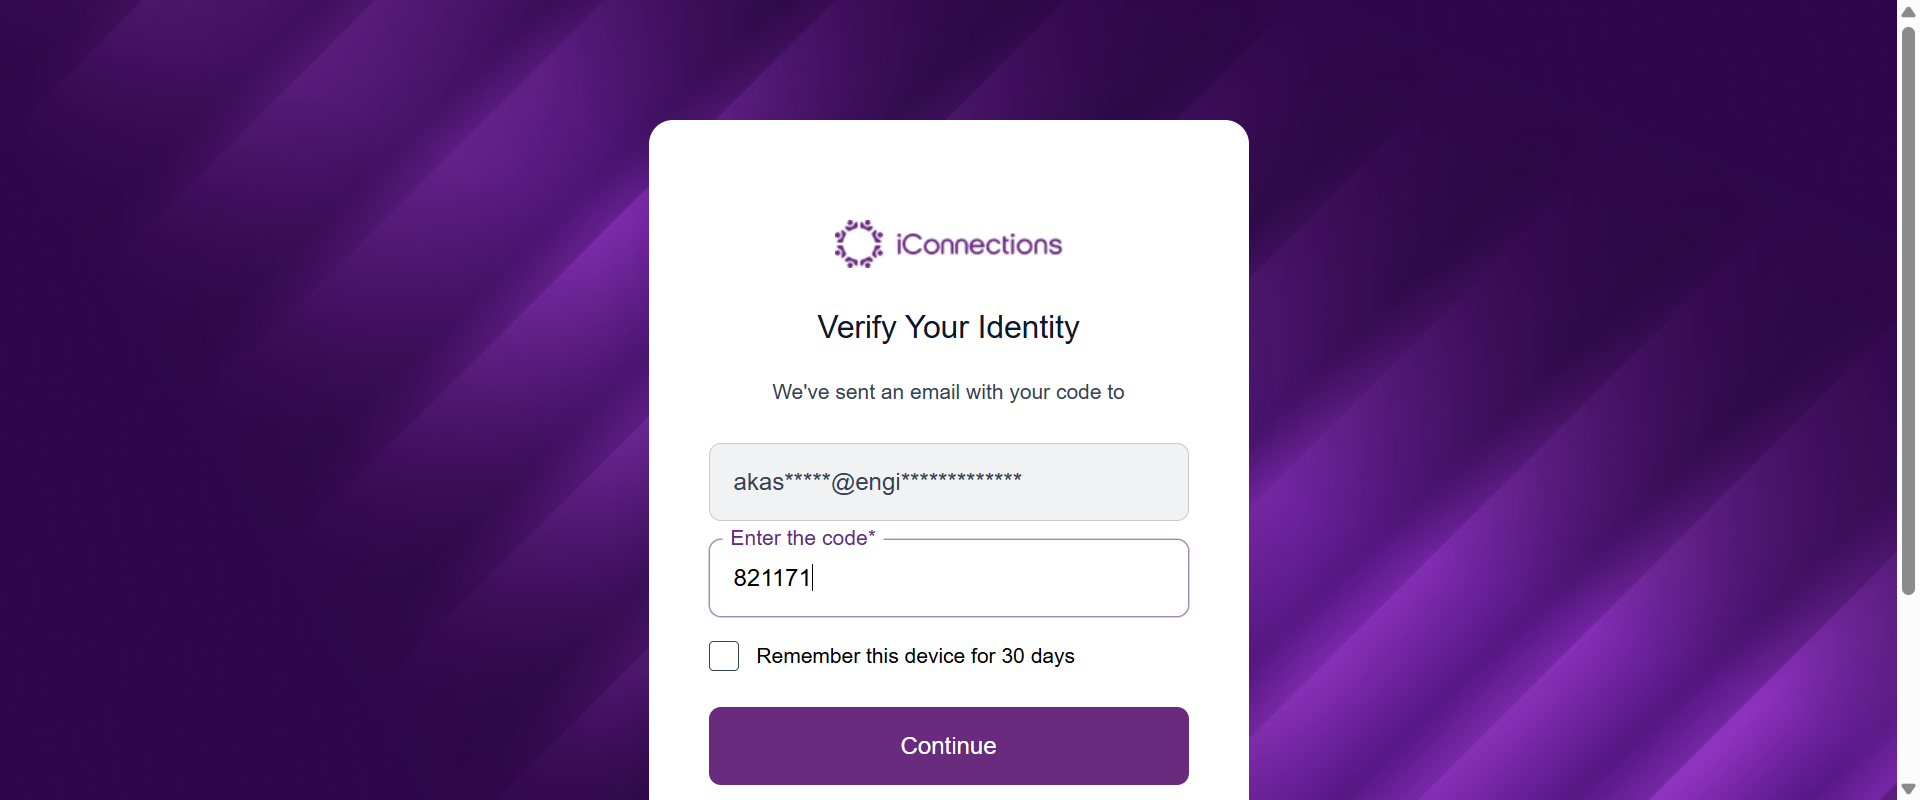 iConnections
Verify Your Identity
We've sent an email with your code to
akas*****@engi*************
Enter the code*
821171
Remember this device for 30 days
Continue